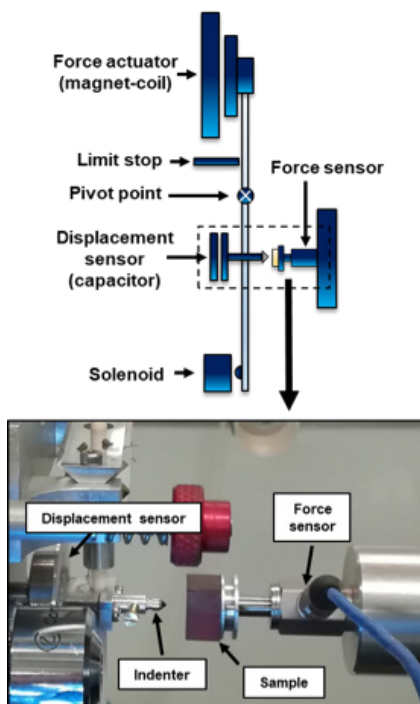 Force actuator
(magnet-coil)
Limit stop
Pivot point
Force sensor
Displacement
sensor
(capacitor)
Solenoid
Displacement sensor
Force
sensor
Indenter
Sample